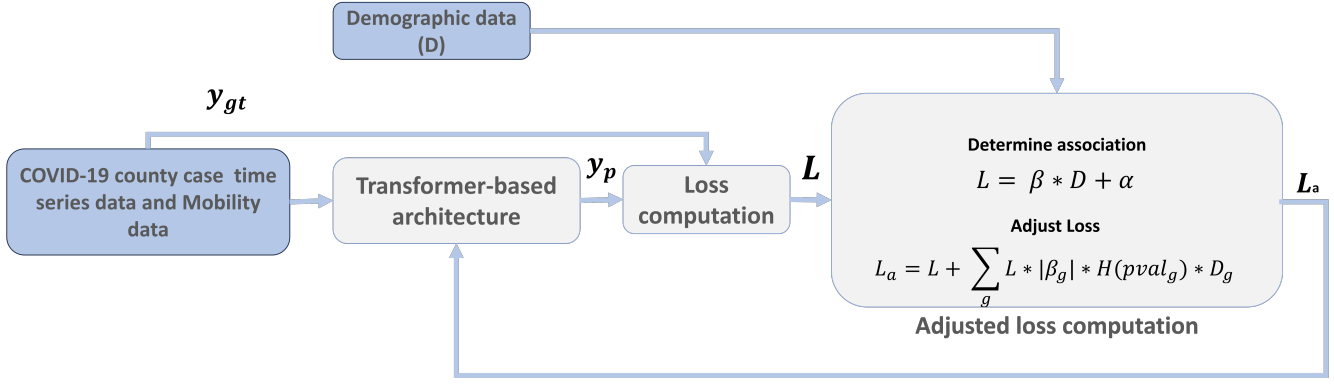 Demographic data
(D)
y_gt
COVID-19 county case time
series data and Mobility
data
Transformer-based
architecture
y_p
Loss
computation
L
Determine association
L = β * D + α
Adjust Loss
L_a = L + ∑_g L * |β_g| * H(pval_g) * D_g
Adjusted loss computation
L_a